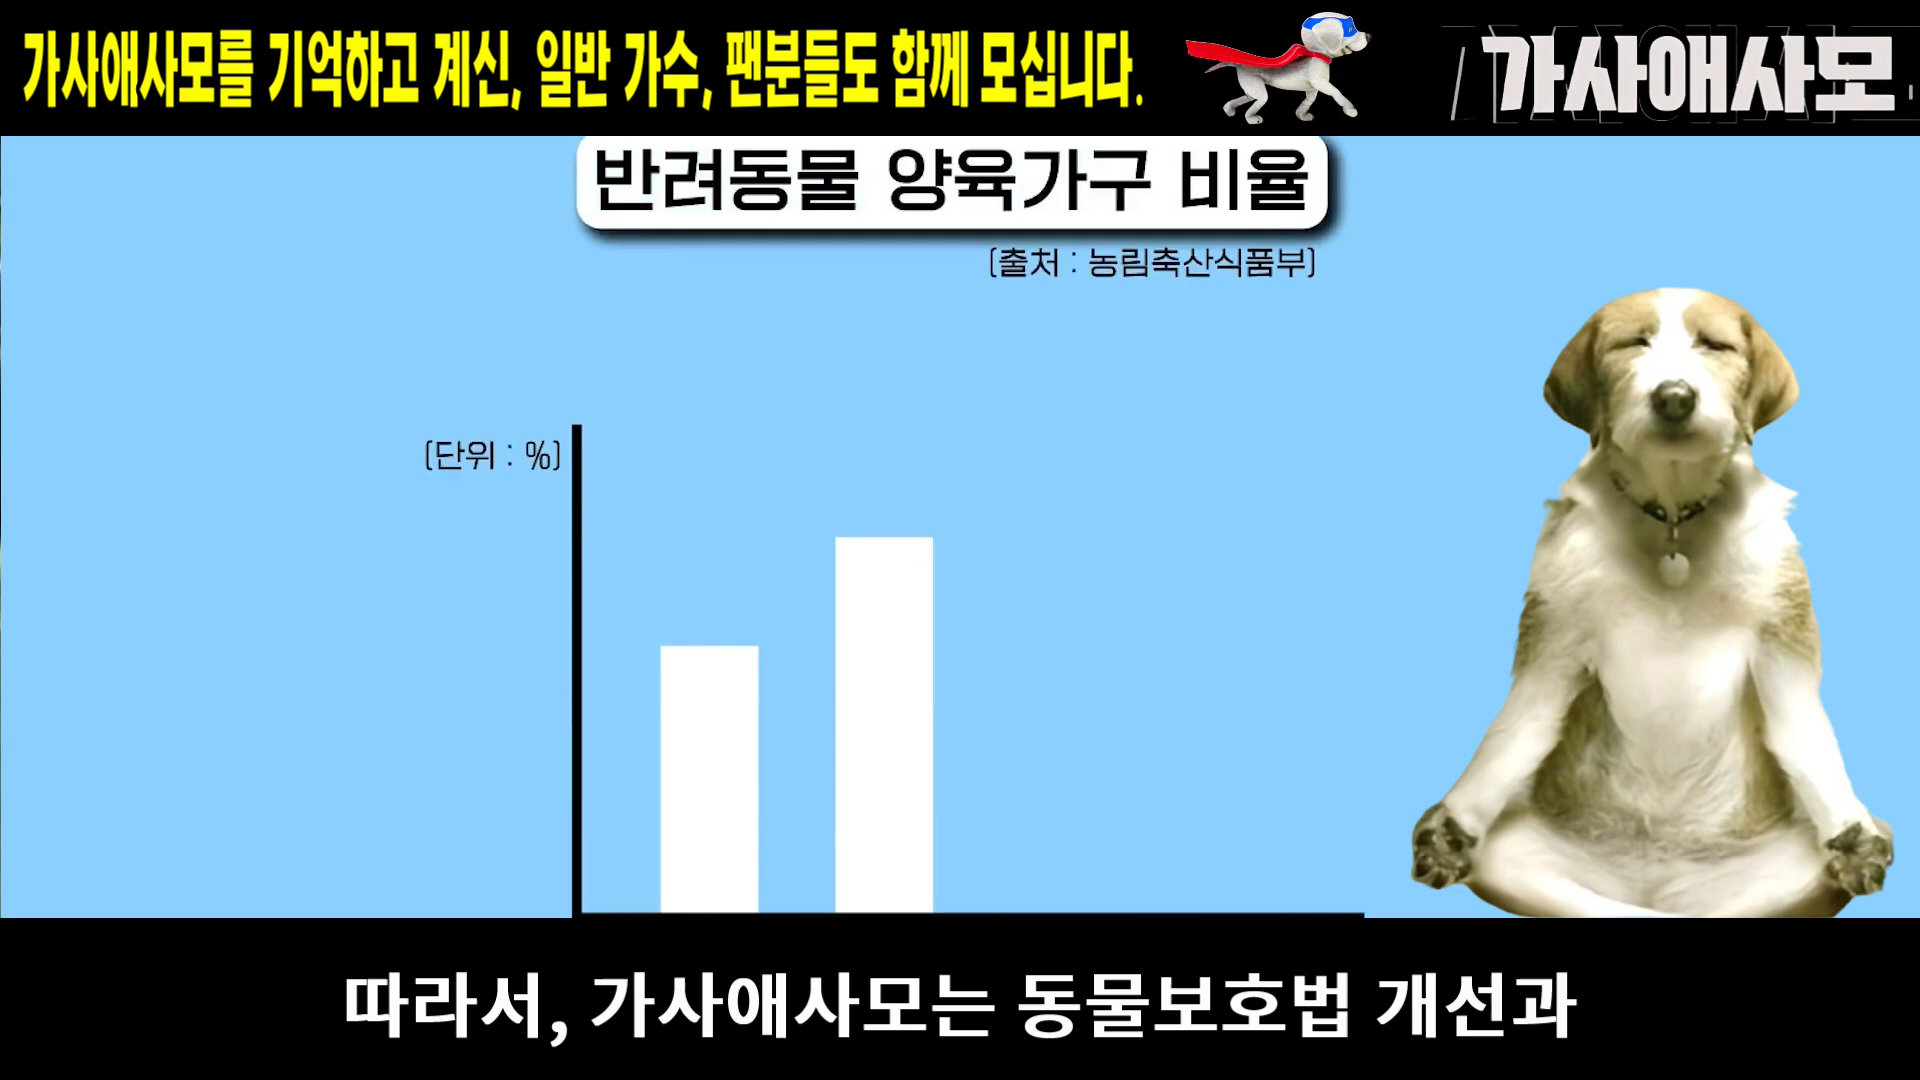 가사애사모를 기억하고 계신, 일반 가수, 팬분들도 함께 모십니다.
가사애사모
반려동물 양육가구 비율
(출처 : 농림축산식품부)
(단위 : %)
따라서, 가사애사모는 동물보호법 개선과